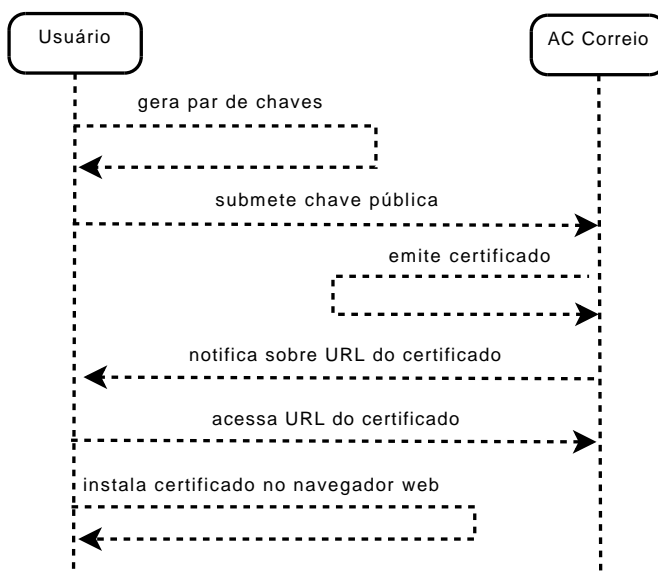 Usuário
AC Correio
gera par de chaves
submete chave pública
emite certificado
notifica sobre URL do certificado
acessa URL do certificado
instala certificado no navegador web